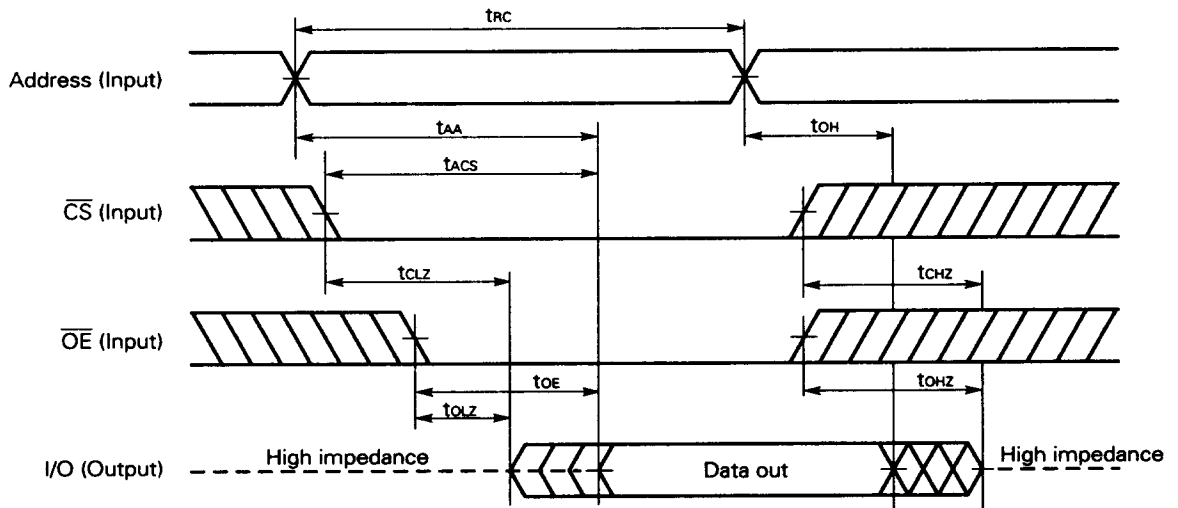 tRC
Address (Input)
tAA
tOH
tACS
CS (Input)
tCLZ
tCHZ
OE (Input)
tOE
tOHZ
tOLZ
I/O (Output)
High impedance
Data out
High impedance